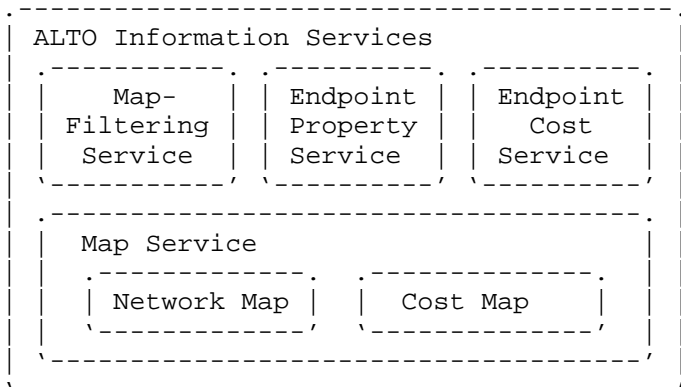 ALTO Information Services
Map- Endpoint Endpoint
Filtering Property Cost
Service Service Service
Map Service
Network Map Cost Map